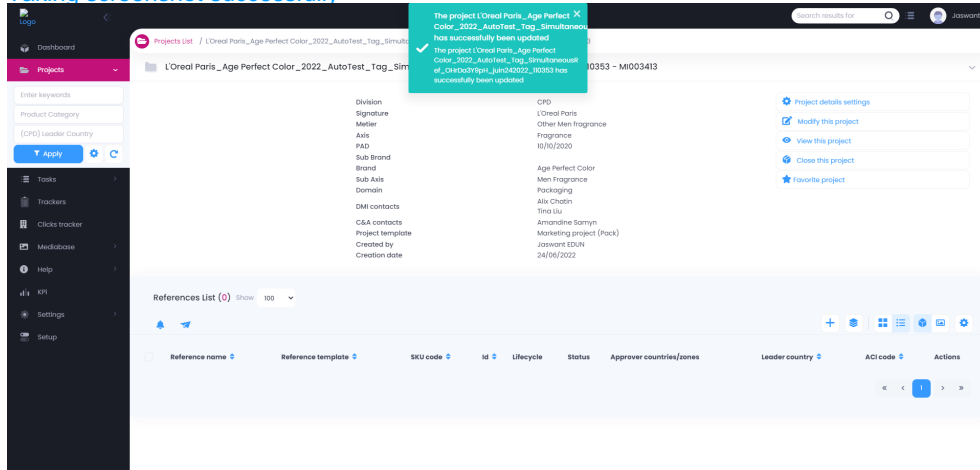 Taking screenshot successfully
Logo
Search results for
Jaswant
Dashboard
Projects
Enter keywords
Product Category
(CPD) Leader Country
Apply
Tasks
Trackers
Clicks tracker
Mediabase
Help
KPI
Settings
Setup
The project L'Oreal Paris_Age Perfect
Color_2022_AutoTest_Tag_Simultaneou
has successfully been updated
The project L'Oreal Paris_Age Perfect
Color_2022_AutoTest_Tag_SimultaneousR
ef_OHrDa3Y9pH_juin242022_110353 has
successfully been updated
Projects List / L'Oreal Paris_Age Perfect Color_2022_AutoTest_Tag_Simulta
L'Oreal Paris_Age Perfect Color_2022_AutoTest_Tag_Sim 10353 - MI003413
Division CPD
Signature L'Oreal Paris
Metier Other Men fragrance
Axis Fragrance
PAD 10/10/2020
Sub Brand
Brand Age Perfect Color
Sub Axis Men Fragrance
Domain Packaging
DMI contacts Alix Chatin
Tina Liu
C&A contacts Amandine Samyn
Project template Marketing project (Pack)
Created by Jaswant EDUN
Creation date 24/06/2022
Project details settings
Modify this project
View this project
Close this project
Favorite project
References List (0) Show 100
Reference name Reference template SKU code Id Lifecycle Status Approver countries/zones Leader country ACI code Actions
« < 1 > »